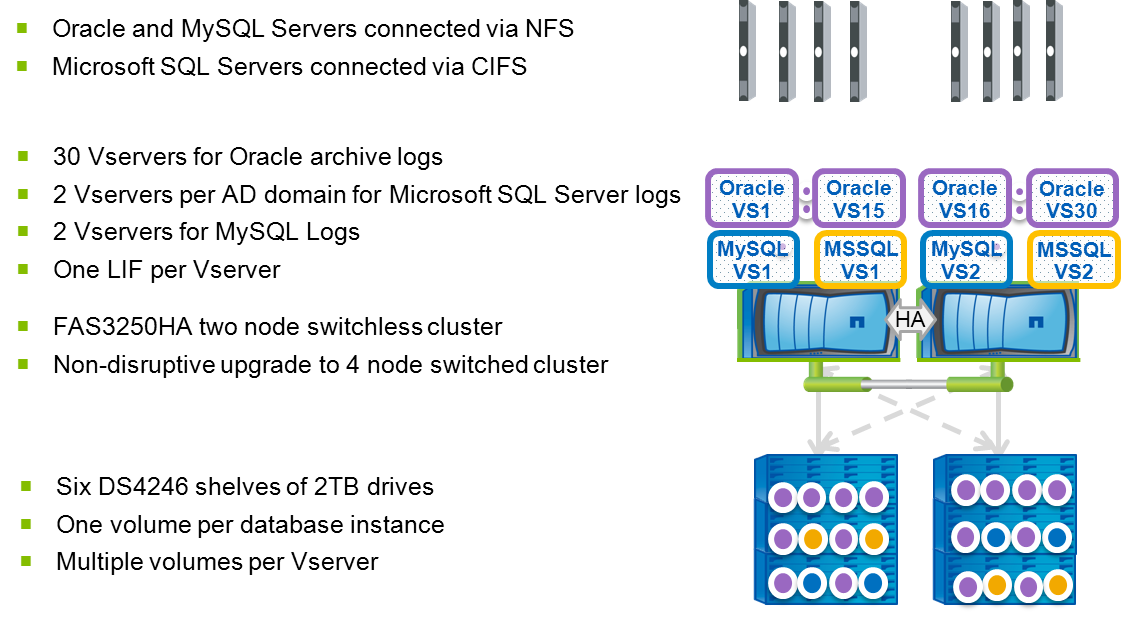 Oracle and MySQL Servers connected via NFS
Microsoft SQL Servers connected via CIFS
30 Vservers for Oracle archive logs
2 Vservers per AD domain for Microsoft SQL Server logs
2 Vservers for MySQL Logs
One LIF per Vserver
FAS3250HA two node switchless cluster
Non-disruptive upgrade to 4 node switched cluster
Six DS4246 shelves of 2TB drives
One volume per database instance
Multiple volumes per Vserver
Oracle
VS1
Oracle
VS15
Oracle
VS16
Oracle
VS30
MySQL
VS1
MSSQL
VS1
MySQL
VS2
MSSQL
VS2
HA